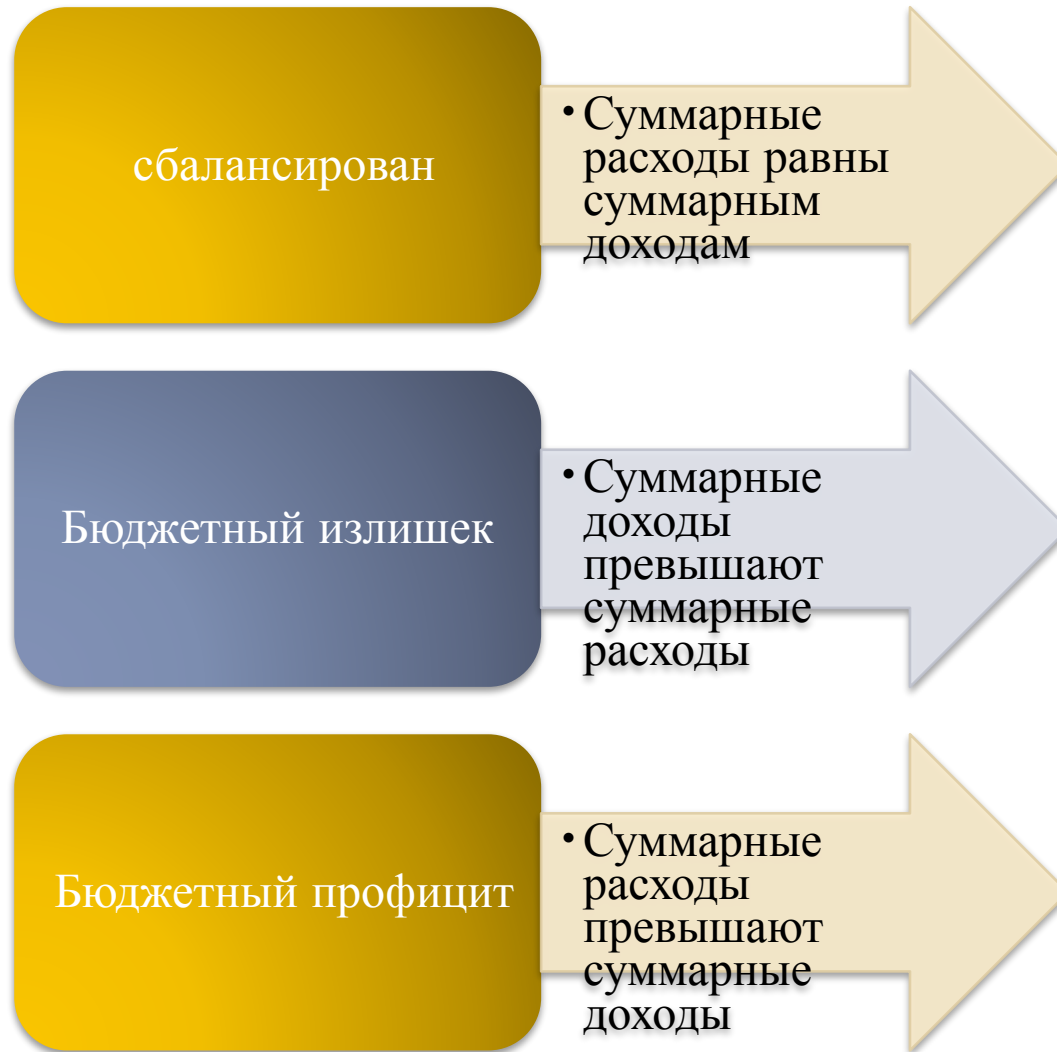 сбалансирован
• Суммарные
расходы равны
суммарным
доходам
Бюджетный излишек
• Суммарные
доходы
превышают
суммарные
расходы
Бюджетный профицит
• Суммарные
расходы
превышают
суммарные
доходы